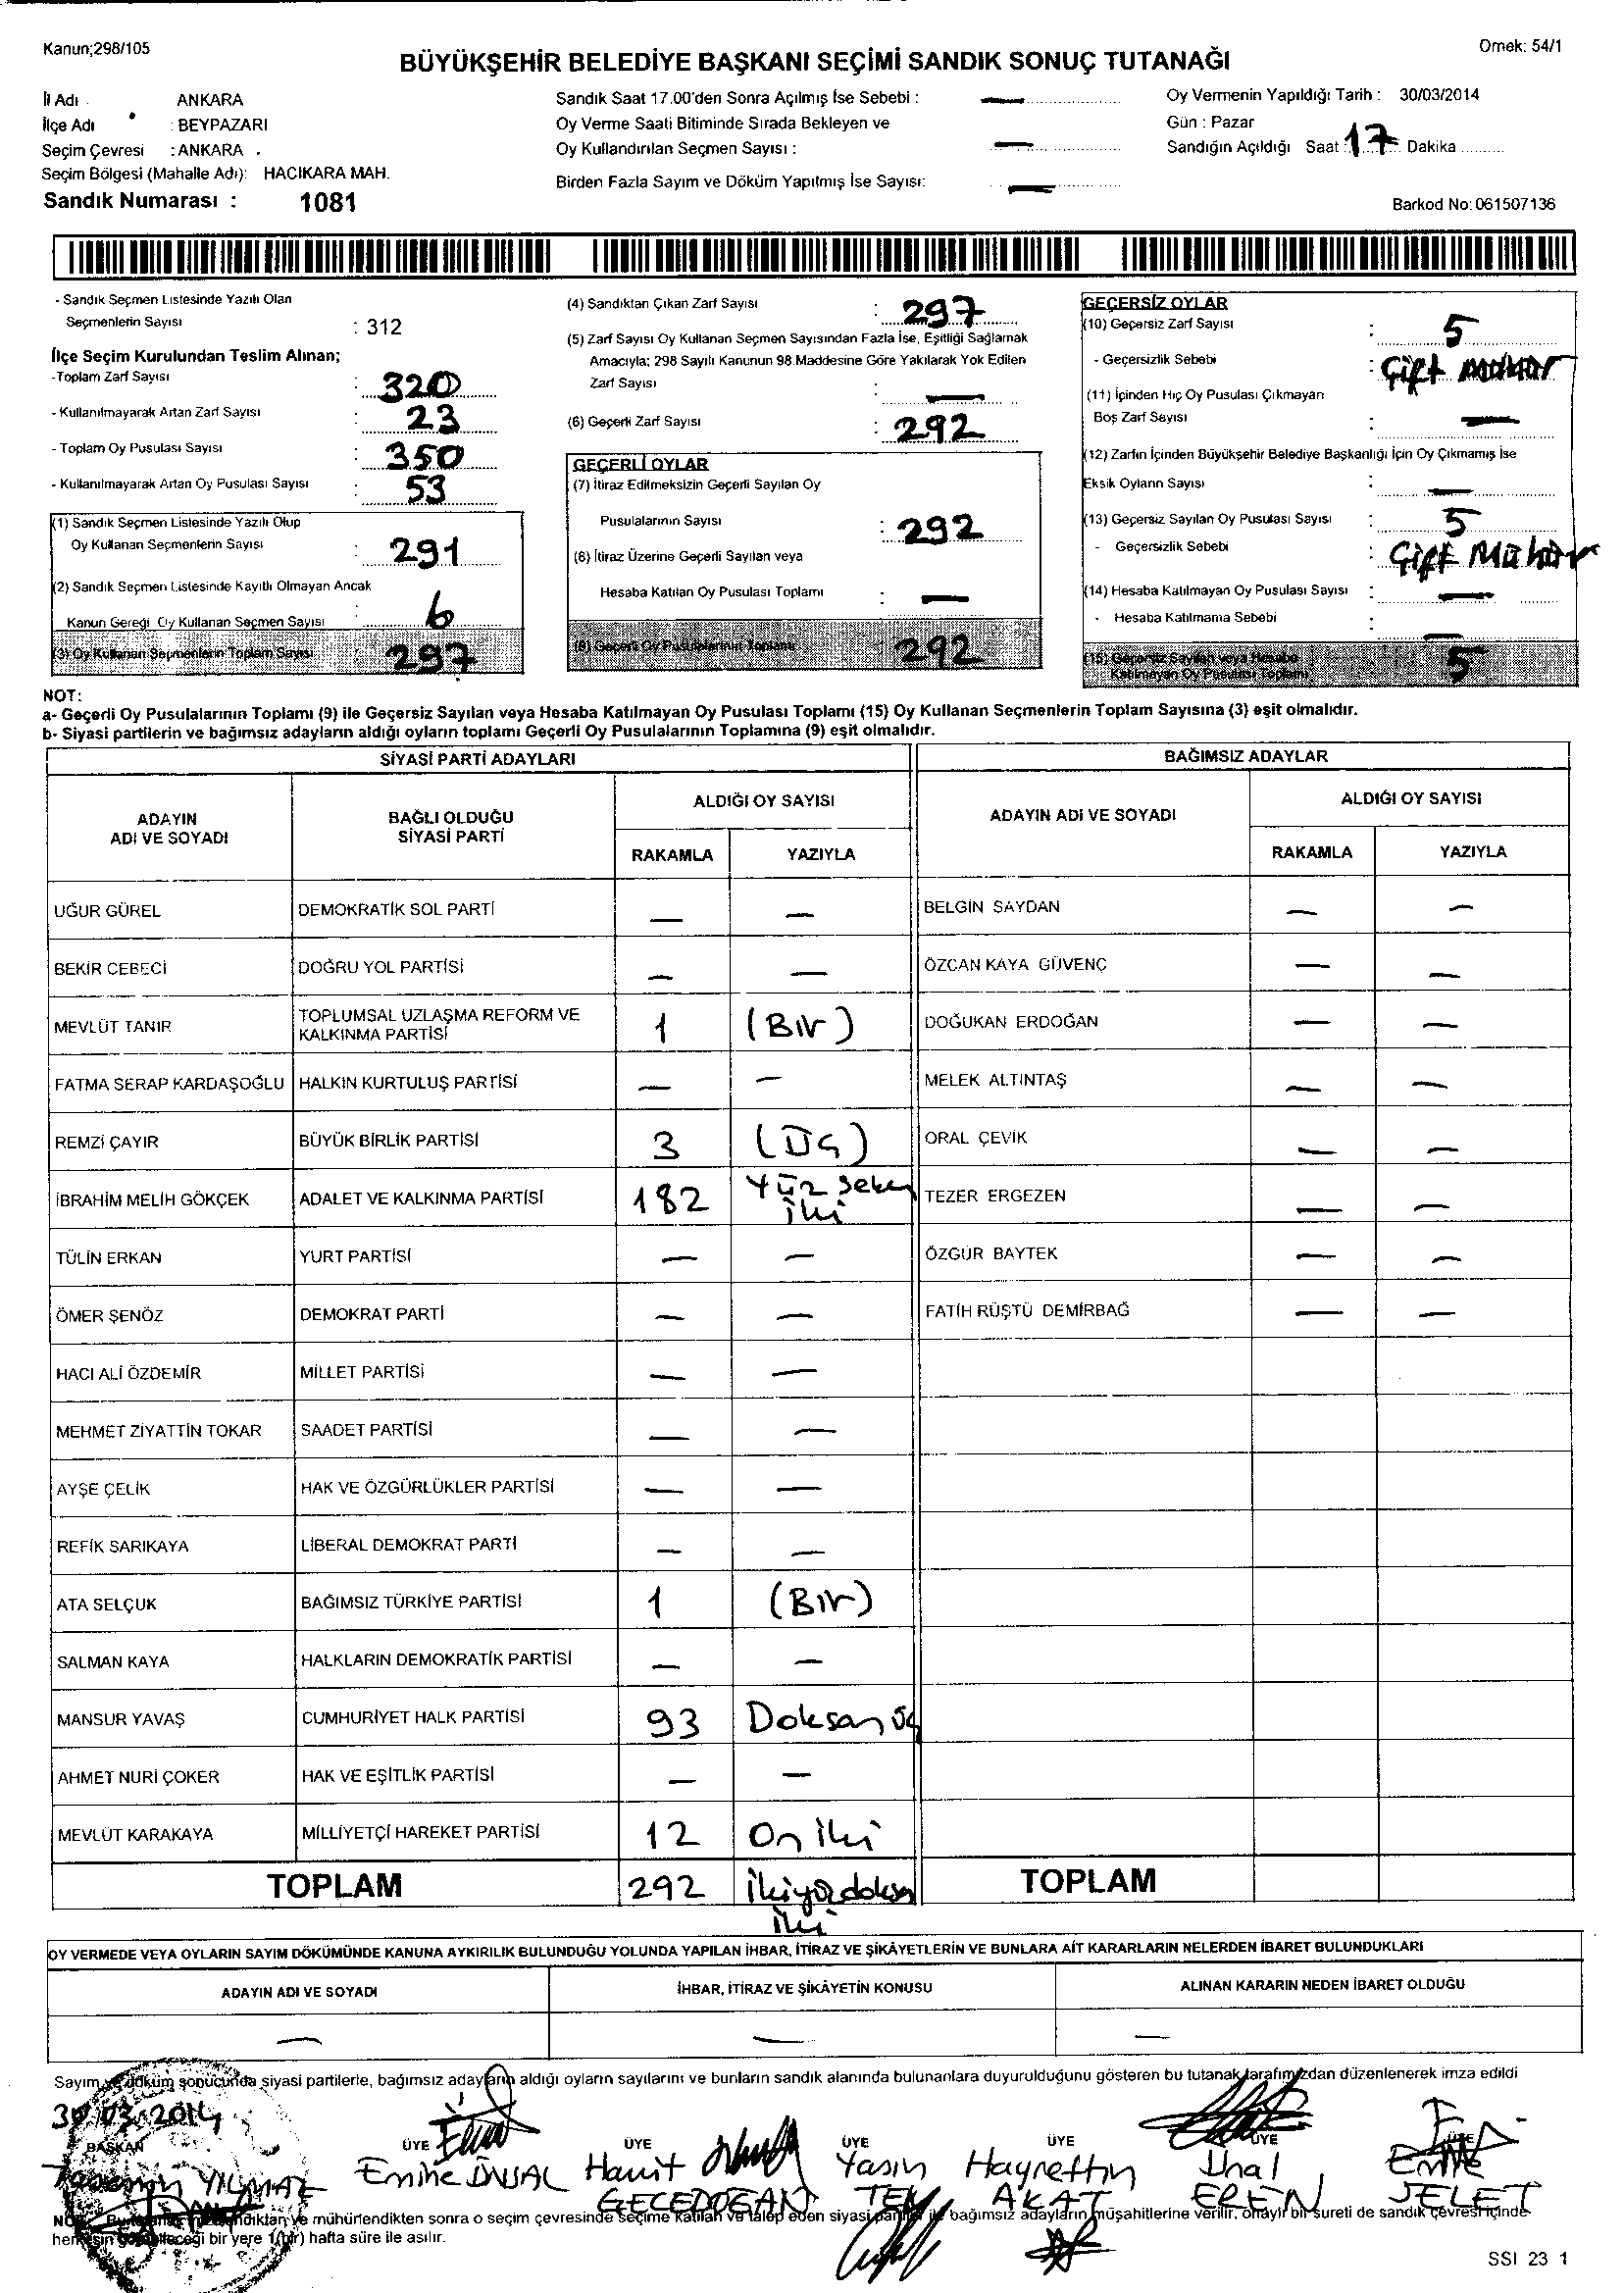 Kanun;298/105
Örnek: 54/1
BÜYÜKŞEHİR BELEDİYE BAŞKANI SEÇİMİ SANDIK SONUÇ TUTANAĞI
İl Adı ANKARA
İlçe Adı : BEYPAZARI
Seçim Çevresi : ANKARA
Seçim Bölgesi (Mahalle Adı): HACIKARA MAH.
Sandık Numarası : 1081
Sandık Saat 17.00'den Sonra Açılmış İse Sebebi : —
Oy Verme Saati Bitiminde Sırada Bekleyen ve
Oy Kullandırılan Seçmen Sayısı : —
Birden Fazla Sayım ve Döküm Yapılmış İse Sayısı: —
Oy Vermenin Yapıldığı Tarih : 30/03/2014
Gün : Pazar
Sandığın Açıldığı Saat : 17 Dakika
Barkod No: 061507136
- Sandık Seçmen Listesinde Yazılı Olan
Seçmenlerin Sayısı : 312
İlçe Seçim Kurulundan Teslim Alınan;
-Toplam Zarf Sayısı : 320
- Kullanılmayarak Artan Zarf Sayısı : 23
- Toplam Oy Pusulası Sayısı : 350
- Kullanılmayarak Artan Oy Pusulası Sayısı : 53
(1) Sandık Seçmen Listesinde Yazılı Olup
Oy Kullanan Seçmenlerin Sayısı : 291
(2) Sandık Seçmen Listesinde Kayıtlı Olmayan Ancak
Kanun Gereği Oy Kullanan Seçmen Sayısı : 6
(3) Oy Kullanan Seçmenlerin Toplam Sayısı : 297
(4) Sandıktan Çıkan Zarf Sayısı : 297
(5) Zarf Sayısı Oy Kullanan Seçmen Sayısından Fazla İse, Eşitliği Sağlamak
Amacıyla; 298 Sayılı Kanunun 98.Maddesine Göre Yakılarak Yok Edilen
Zarf Sayısı : —
(6) Geçerli Zarf Sayısı : 292
GEÇERLİ OYLAR
(7) İtiraz Edilmeksizin Geçerli Sayılan Oy
Pusulalarının Sayısı : 292
(8) İtiraz Üzerine Geçerli Sayılan veya
Hesaba Katılan Oy Pusulası Toplamı : —
(9) Geçerli Oy Pusulalarının Toplamı : 292
GEÇERSİZ OYLAR
(10) Geçersiz Zarf Sayısı : 5
- Geçersizlik Sebebi : Çift Mühür
(11) İçinden Hiç Oy Pusulası Çıkmayan
Boş Zarf Sayısı : —
(12) Zarfın İçinden Büyükşehir Belediye Başkanlığı İçin Oy Çıkmamış İse
Eksik Oyların Sayısı : —
(13) Geçersiz Sayılan Oy Pusulası Sayısı : 5
- Geçersizlik Sebebi : Çift Mühür
(14) Hesaba Katılmayan Oy Pusulası Sayısı : —
- Hesaba Katılmama Sebebi : —
(15) Geçersiz Sayılan veya Hesaba
Katılmayan Oy Pusulası Toplamı 5
NOT:
a- Geçerli Oy Pusulalarının Toplamı (9) ile Geçersiz Sayılan veya Hesaba Katılmayan Oy Pusulası Toplamı (15) Oy Kullanan Seçmenlerin Toplam Sayısına (3) eşit olmalıdır.
b- Siyasi partilerin ve bağımsız adayların aldığı oyların toplamı Geçerli Oy Pusulalarının Toplamına (9) eşit olmalıdır.
SİYASİ PARTİ ADAYLARI
ADAYIN ADI VE SOYADI BAĞLI OLDUĞU SİYASİ PARTİ ALDIĞI OY SAYISI
RAKAMLA YAZIYLA
UĞUR GÜREL DEMOKRATİK SOL PARTİ — —
BEKİR CEBECİ DOĞRU YOL PARTİSİ — —
MEVLÜT TANIR TOPLUMSAL UZLAŞMA REFORM VE KALKINMA PARTİSİ 1 (Bir)
FATMA SERAP KARDAŞOĞLU HALKIN KURTULUŞ PARTİSİ — —
REMZİ ÇAYIR BÜYÜK BİRLİK PARTİSİ 3 (Üç)
İBRAHİM MELİH GÖKÇEK ADALET VE KALKINMA PARTİSİ 182 Yüz seksen iki
TÜLİN ERKAN YURT PARTİSİ — —
ÖMER ŞENÖZ DEMOKRAT PARTİ — —
HACI ALİ ÖZDEMİR MİLLET PARTİSİ — —
MEHMET ZİYATTİN TOKAR SAADET PARTİSİ — —
AYŞE ÇELİK HAK VE ÖZGÜRLÜKLER PARTİSİ — —
REFİK SARIKAYA LİBERAL DEMOKRAT PARTİ — —
ATA SELÇUK BAĞIMSIZ TÜRKİYE PARTİSİ 1 (Bir)
SALMAN KAYA HALKLARIN DEMOKRATİK PARTİSİ — —
MANSUR YAVAŞ CUMHURİYET HALK PARTİSİ 93 Doksan üç
AHMET NURİ ÇOKER HAK VE EŞİTLİK PARTİSİ — —
MEVLÜT KARAKAYA MİLLİYETÇİ HAREKET PARTİSİ 12 On iki
TOPLAM 292 İkiyüz doksan iki
BAĞIMSIZ ADAYLAR
ADAYIN ADI VE SOYADI ALDIĞI OY SAYISI
RAKAMLA YAZIYLA
BELGİN SAYDAN — —
ÖZCAN KAYA GÜVENÇ — —
DOĞUKAN ERDOĞAN — —
MELEK ALTINTAŞ — —
ORAL ÇEVİK — —
TEZER ERGEZEN — —
ÖZGÜR BAYTEK — —
FATİH RÜŞTÜ DEMİRBAĞ — —
TOPLAM
OY VERMEDE VEYA OYLARIN SAYIM DÖKÜMÜNDE KANUNA AYKIRILIK BULUNDUĞU YOLUNDA YAPILAN İHBAR, İTİRAZ VE ŞİKÂYETLERİN VE BUNLARA AİT KARARLARIN NELERDEN İBARET BULUNDUKLARI
ADAYIN ADI VE SOYADI İHBAR, İTİRAZ VE ŞİKÂYETİN KONUSU ALINAN KARARIN NEDEN İBARET OLDUĞU
— — —
Sayım ve döküm sonucunda siyasi partilerle, bağımsız adayların aldığı oyların sayılarını ve bunların sandık alanında bulunanlara duyurulduğunu gösteren bu tutanak tarafımızdan düzenlenerek imza edildi
30.03.2014
BAŞKAN ÜYE ÜYE ÜYE ÜYE ÜYE ÜYE
YILMAZ Emine ÜNSAL Hamit GECEDOĞAN Yasin TEK Hayrettin AKAT Ünal EREN Emine
mühürlendikten sonra o seçim çevresinde seçime katılan ve talep eden siyasi partiler ile bağımsız adayların müşahitlerine verilir, onaylı bir sureti de sandık çevresi içinde
bir yere 1(bir) hafta süre ile asılır.
SSI 23 1